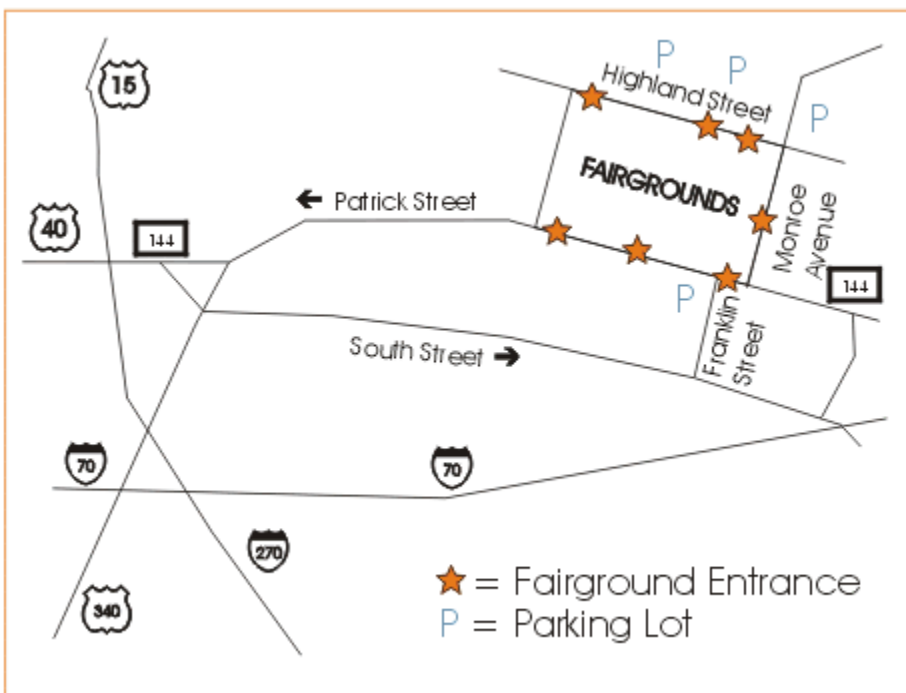 15
P
P
Highland Street
P
FAIRGROUNDS
Patrick Street
40
144
Monroe
Avenue
144
P
Franklin
Street
South Street
70
70
270
340
= Fairground Entrance
P = Parking Lot